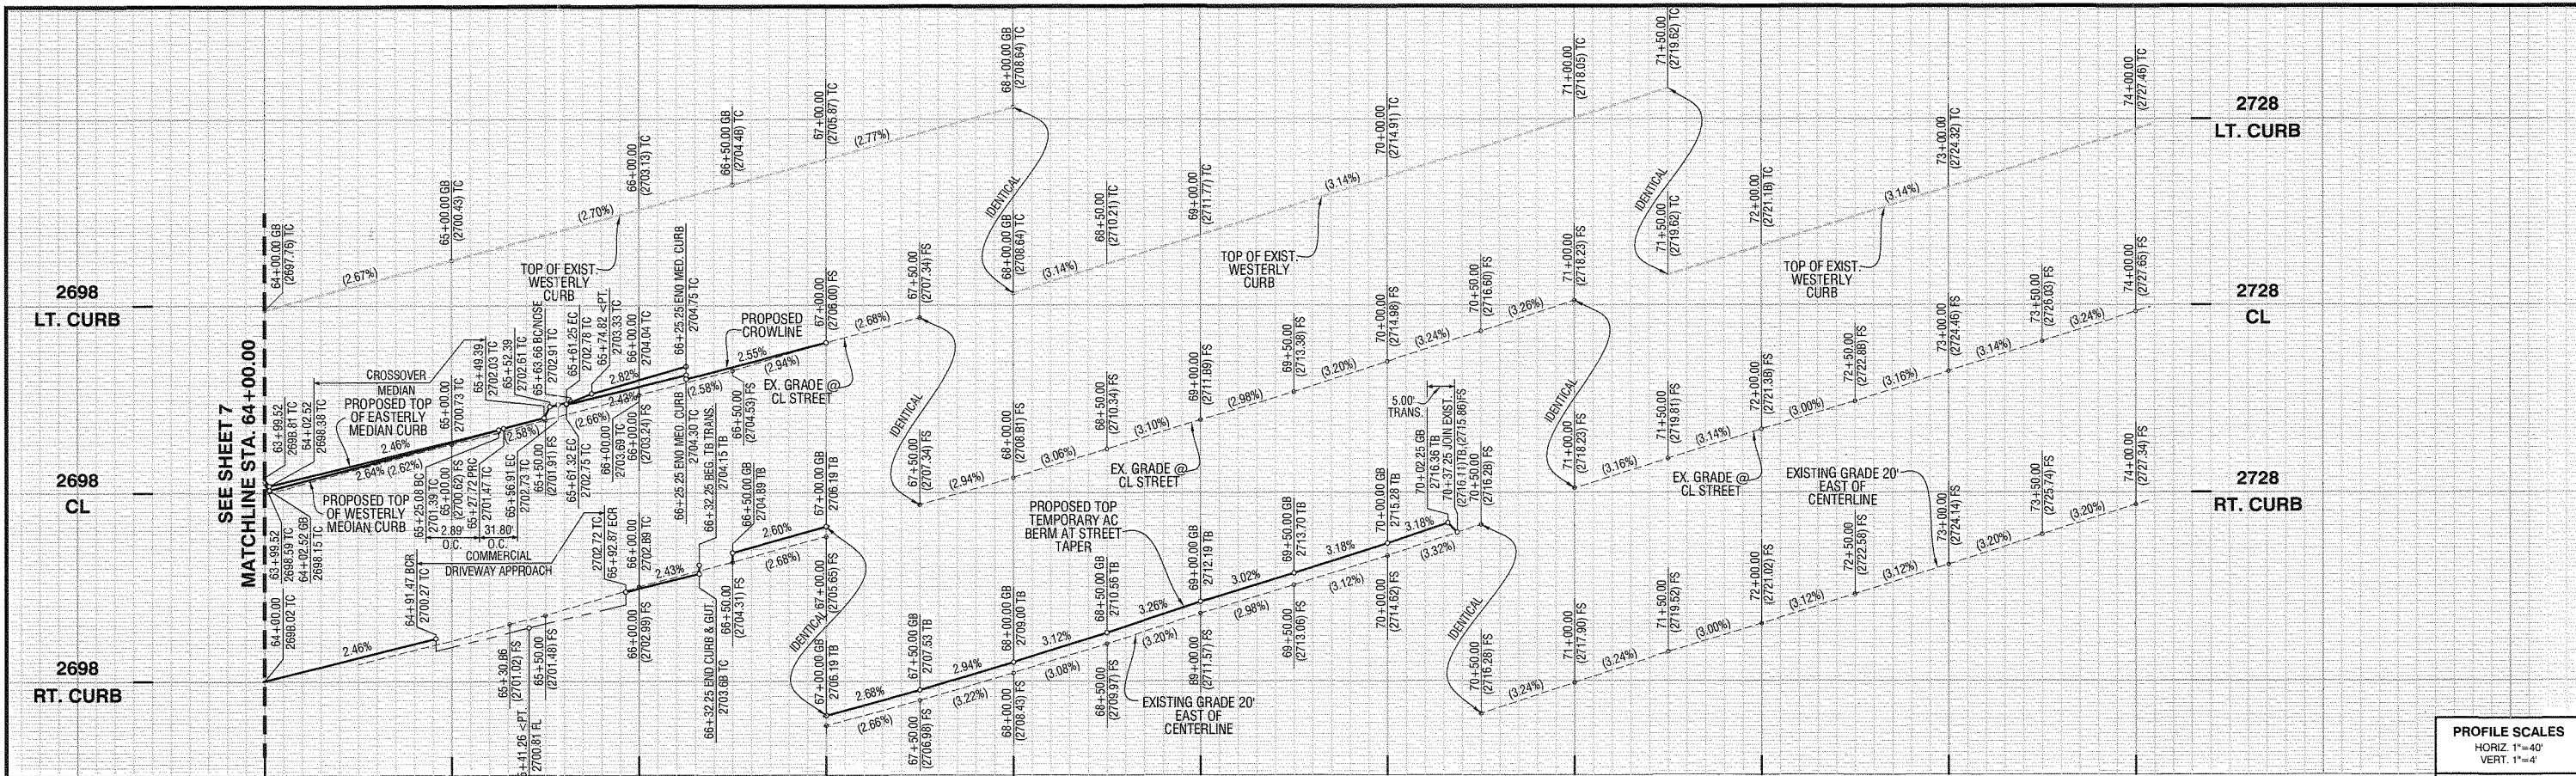 SEE SHEET 7
MATCHLINE STA. 64+00.00
2698
LT. CURB
2698
CL
2698
RT. CURB
64+00.00 GB
(2697.76) TC
(2.67%)
65+00.00 GB
(2700.43) TC
(2.70%)
TOP OF EXIST.
WESTERLY
CURB
66+00.00
(2703.13) TC
66+50.00 GB
(2704.48) TC
67+00.00
(2705.87) TC
(2.77%)
68+00.00 GB
(2708.64) TC
IDENTICAL
68+00.00 GB
(2708.64) TC
(3.14%)
68+50.00
(2710.21) TC
69+00.00
(2711.77) TC
TOP OF EXIST.
WESTERLY
CURB
(3.14%)
70+00.00
(2714.91) TC
71+00.00
(2718.05) TC
71+50.00
(2719.62) TC
IDENTICAL
71+50.00
(2719.62) TC
72+00.00
(2721.1B) TC
TOP OF EXIST.
WESTERLY
CURB
(3.14%)
73+00.00
(2724.32) TC
74+00.00
(2727.46) TC
2728
LT. CURB
63+99.52
2698.81 TC
64+02.52
2698.38 TC
CROSSOVER
MEDIAN
PROPOSED TOP
OF EASTERLY
MEDIAN CURB
2.46%
2.64%
(2.62%)
PROPOSED TOP
OF WESTERLY
MEDIAN CURB
65+00.00
2700.73 TC
65+49.39
2702.03 TC
65+52.39
2702.61 TC
65+63.66 BC/NOSE
2702.91 TC
65+61.25 EC
2702.78 TC
65+74.82 <PT.
2703.33 TC
66+00.00
2704.04 TC
66+25.25 END MED. CURB
2704.75 TC
2.82%
PROPOSED
CROWLINE
2.55%
(2.94%)
67+00.00
(2706.00) FS
(2.68%)
EX. GRADE @
CL STREET
67+50.00
(2707.34) FS
IDENTICAL
67+50.00
(2707.34) FS
63+99.52
2698.59 TC
64+02.52 GB
2698.15 TC
65+25.08 BC
2701.39 TC
65+00.00
(2700.62) FS
65+27.72 PRC
2701.47 TC
(2.58%)
65+56.91 EC
2702.73 TC
65+50.00
(2701.91) FS
65+61.32 EC
2702.75 TC
(2.66%)
2.43%
66+00.00
2703.69 TC
66+00.00
(2703.24) FS
(2.58%)
66+25.25 END MED. CURB
2704.30 TC
66+50.00
(2704.53) FS
2.89'
O.C.
31.80'
O.C.
COMMERCIAL
DRIVEWAY APPROACH
(2.94%)
68+00.00
(2708.B1) FS
(3.06%)
68+50.00
(2710.34) FS
(3.10%)
69+00.00
(2711.B9) FS
EX. GRADE @
CL STREET
(2.98%)
69+50.00
(2713.38) FS
(3.20%)
70+00.00
(2714.98) FS
(3.24%)
70+50.00
(2716.60) FS
(3.26%)
71+00.00
(2718.23) FS
IDENTICAL
71+00.00
(2718.23) FS
(3.16%)
71+50.00
(2719.81) FS
(3.14%)
EX. GRADE @
CL STREET
72+00.00
(2721.3B) FS
(3.00%)
72+50.00
(2722.8B) FS
(3.16%)
73+00.00
(2724.46) FS
(3.14%)
73+50.00
(2726.03) FS
(3.24%)
74+00.00
(2727.65) FS
2728
CL
64+00.00
2698.02 TC
2.46%
64+91.47 BCR
2700.27 TC
65+30.86
(2701.02) FS
5+41.26 <PT.
2700.81 FL
65+50.00
(2701.48) FS
2702.72 TC
65+92.87 ECR
66+00.00
2702.89 TC
66+00.00
(2702.99) FS
2.43%
66+32.25 END CURB & GUT.
2703.6B TC
66+32.25 BEG. TB TRANS.
2704.15 TB
66+50.00 GB
2704.89 TB
66+50.00
(2704.31) FS
2.60%
(2.68%)
67+00.00 GB
2706.19 TB
67+00.00
(2705.65) FS
IDENTICAL
67+00.00 GB
2706.19 TB
2.68%
(2.66%)
67+50.00 GB
2707.53 TB
67+50.00
(2706.98) FS
2.94%
(3.22%)
68+00.00 GB
2709.00 TB
68+00.00
(2708.43) FS
3.12%
(3.08%)
68+50.00 GB
2710.56 TB
68+50.00
(2709.97) FS
PROPOSED TOP
TEMPORARY AC
BERM AT STREET
TAPER
3.26%
(3.20%)
EXISTING GRADE 20'
EAST OF
CENTERLINE
69+00.00 GB
2712.19 TB
69+00.00
(2711.57) FS
3.02%
(2.98%)
69+50.00 GB
2713.70 TB
69+50.00
(2713.06) FS
3.18%
(3.12%)
70+00.00 GB
2715.28 TB
70+00.00
(2714.62) FS
3.18%
(3.32%)
5.00'
TRANS.
70+02.25 GB
2716.36 TB
70+37.25 JOIN EXIST.
(2716.11)TB,(2715.86)FS
70+50.00
(2716.28) FS
IDENTICAL
70+50.00
(2716.28) FS
(3.24%)
71+00.00
(2717.90) FS
(3.24%)
71+50.00
(2719.52) FS
(3.00%)
72+00.00
(2721.02) FS
(3.12%)
72+50.00
(2722.58) FS
EXISTING GRADE 20'
EAST OF
CENTERLINE
(3.12%)
73+00.00
(2724.14) FS
(3.20%)
73+50.00
(2725.74) FS
(3.20%)
74+00.00
(2727.34) FS
2728
RT. CURB
PROFILE SCALES
HORIZ. 1"=40'
VERT. 1"=4'